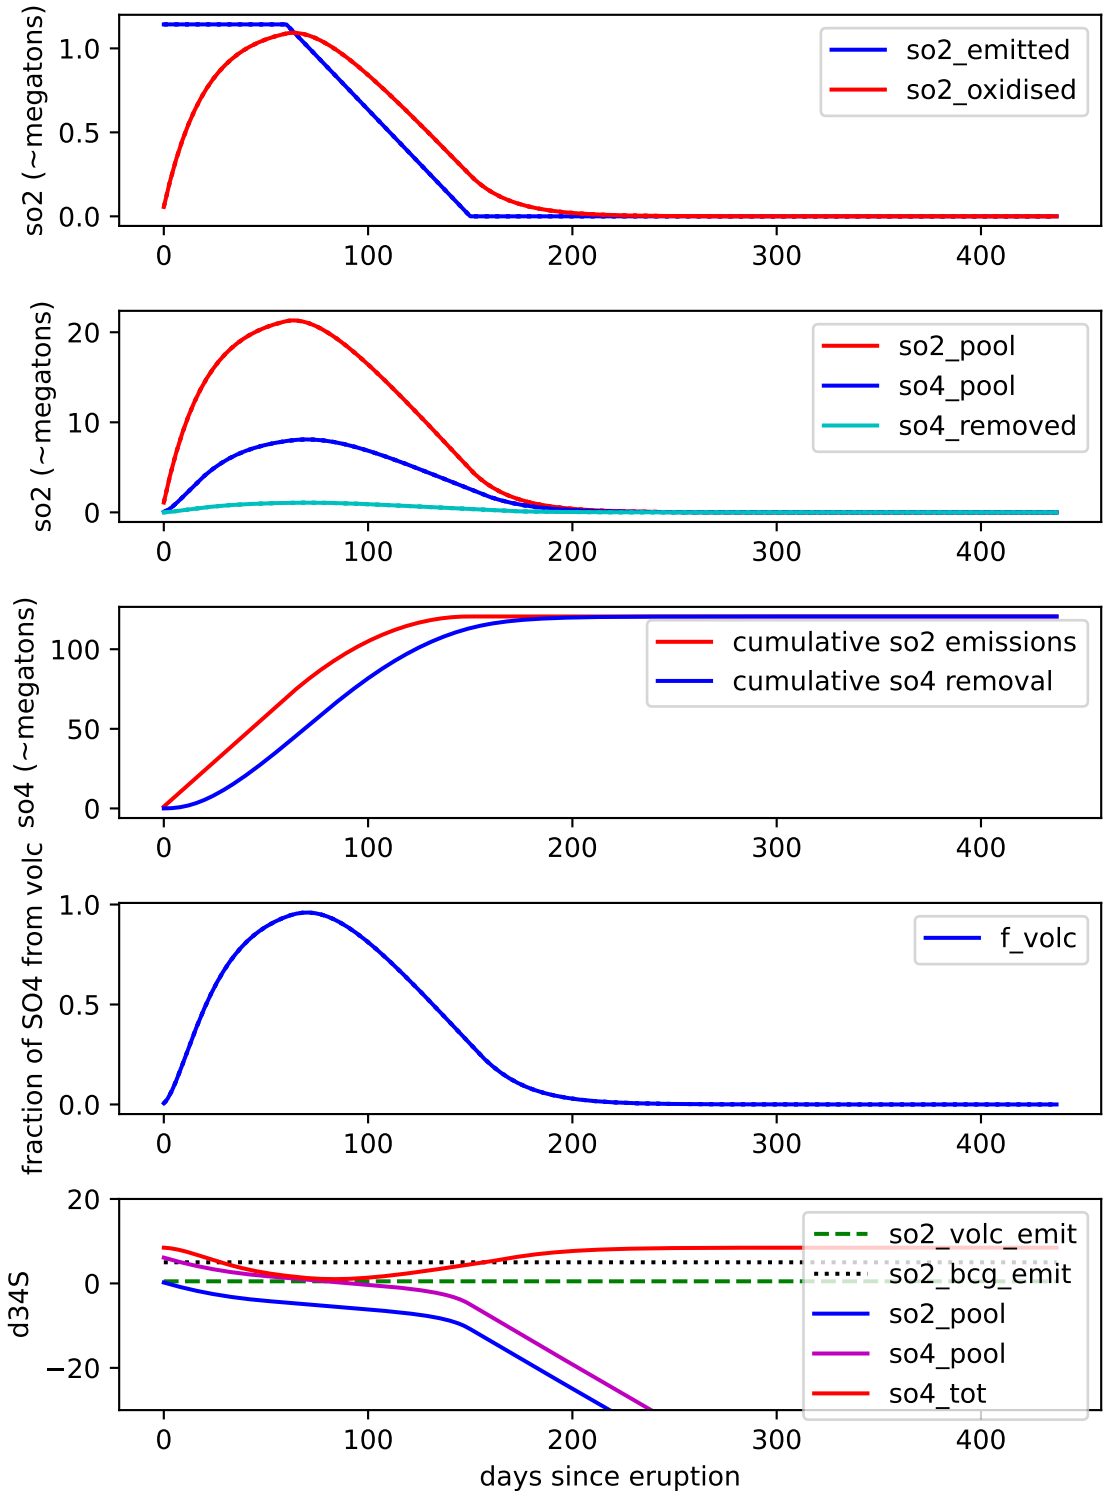 so2 (~megatons)
1.0
0.5
0.0
so2_emitted
so2_oxidised
0 100 200 300 400
so2 (~megatons)
20
10
0
so2_pool
so4_pool
so4_removed
0 100 200 300 400
so4 (~megatons)
100
50
0
cumulative so2 emissions
cumulative so4 removal
0 100 200 300 400
fraction of SO4 from volc
1.0
0.5
0.0
f_volc
0 100 200 300 400
d34S
20
0
−20
so2_volc_emit
so2_bcg_emit
so2_pool
so4_pool
so4_tot
0 100 200 300 400
days since eruption